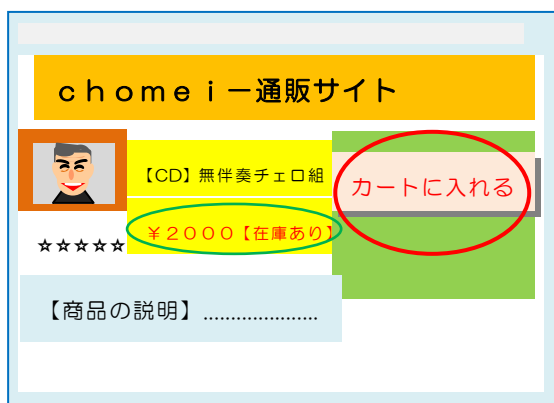 ｃｈｏｍｅｉー通販サイト
【CD】無伴奏チェロ組
カートに入れる
￥２０００【在庫あり】
☆☆☆☆☆
【商品の説明】.....................